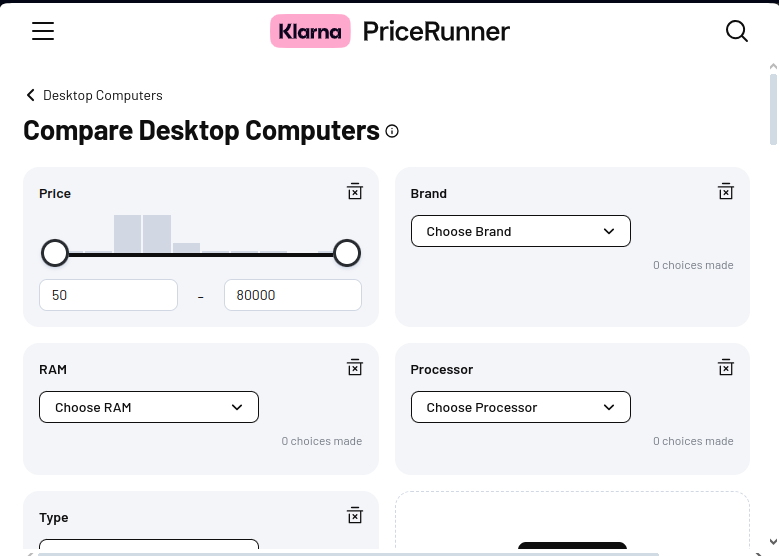 Klarna PriceRunner
Desktop Computers
Compare Desktop Computers
Price
50
-
80000
Brand
Choose Brand
0 choices made
RAM
Choose RAM
0 choices made
Processor
Choose Processor
0 choices made
Type